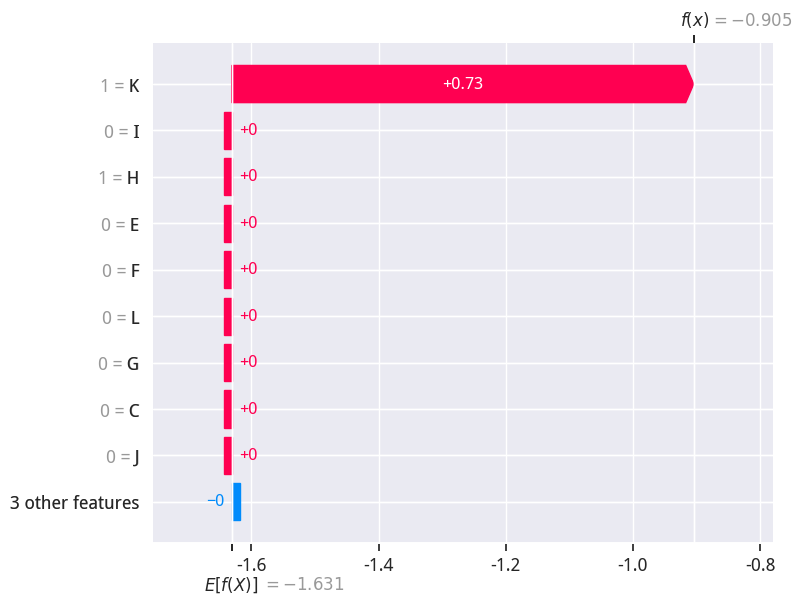 f(x) = −0.905
1 = K
+0.73
0 = I
+0
1 = H
+0
0 = E
+0
0 = F
+0
0 = L
+0
0 = G
+0
0 = C
+0
0 = J
+0
3 other features
−0
-1.6
-1.4
-1.2
-1.0
-0.8
E[f(X)] = −1.631